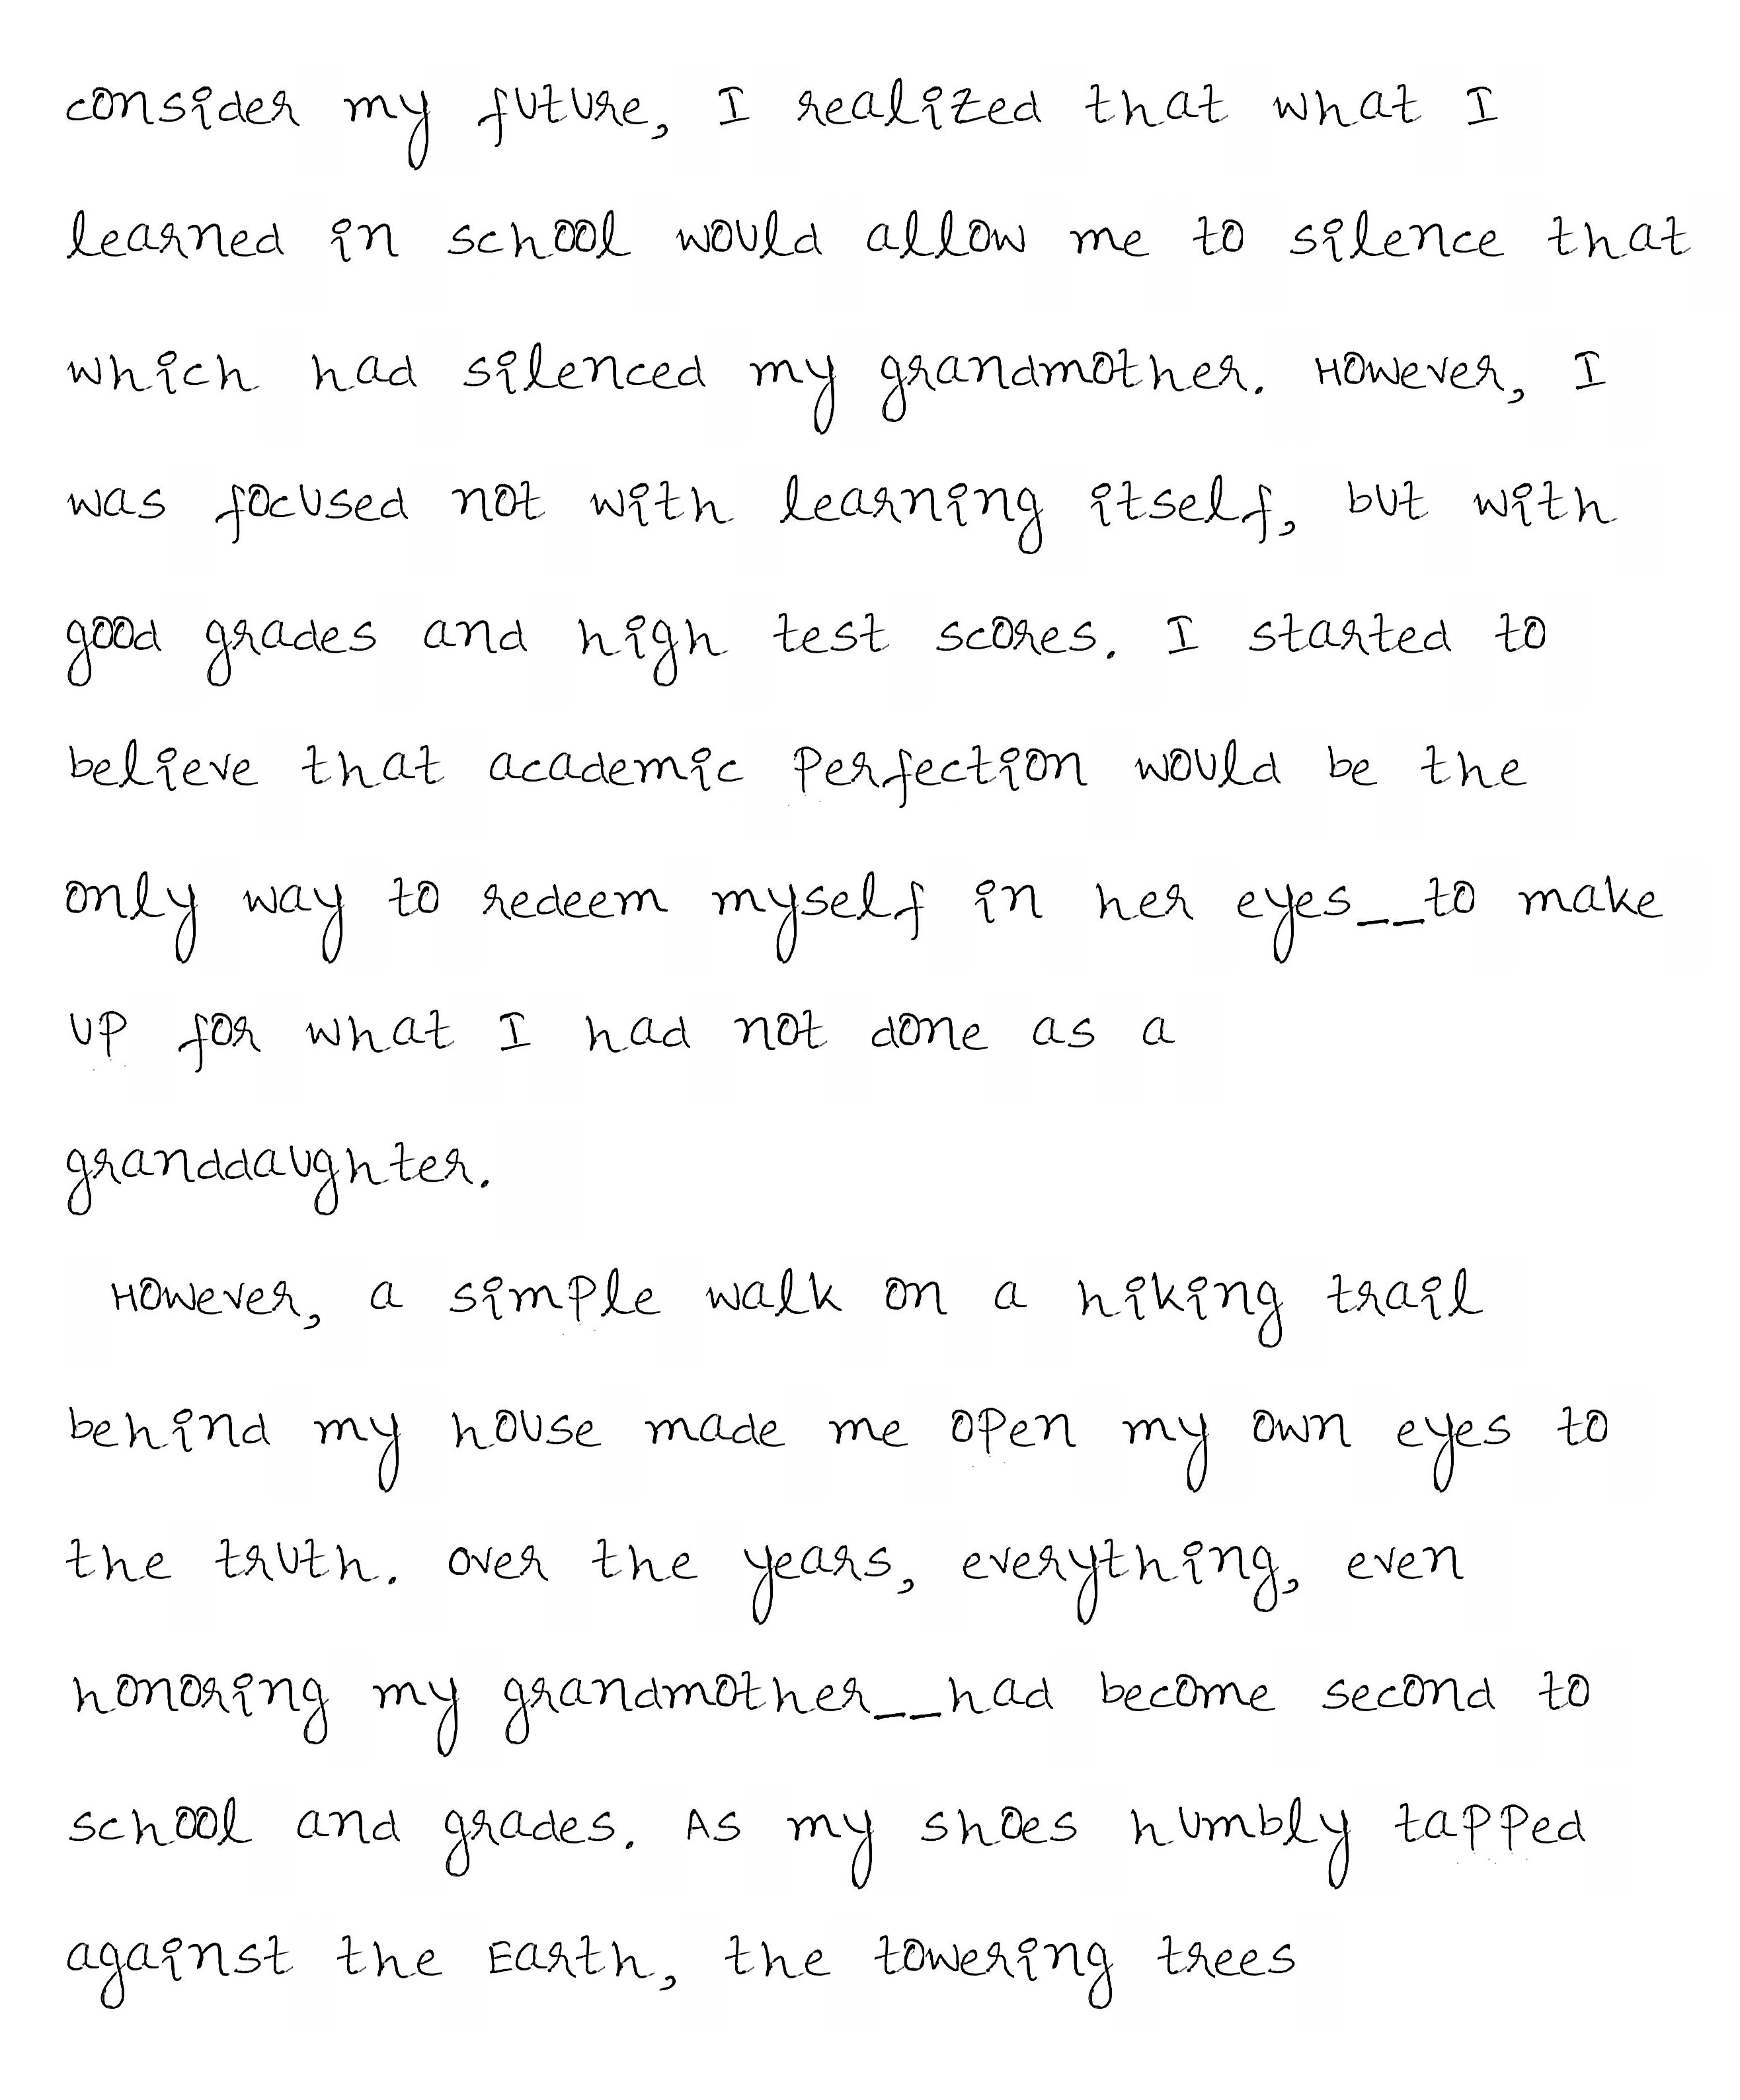 consider my future, I realized that what I
learned in school would allow me to silence that
which had silenced my grandmother. However, I
was focused not with learning itself, but with
good grades and high test scores. I started to
believe that academic perfection would be the
only way to redeem myself in her eyes__to make
up for what I had not done as a
granddaughter.
However, a simple walk on a hiking trail
behind my house made me open my own eyes to
the truth. over the years, everything, even
honoring my grandmother__had become second to
school and grades. As my shoes humbly tapped
against the Earth, the towering trees